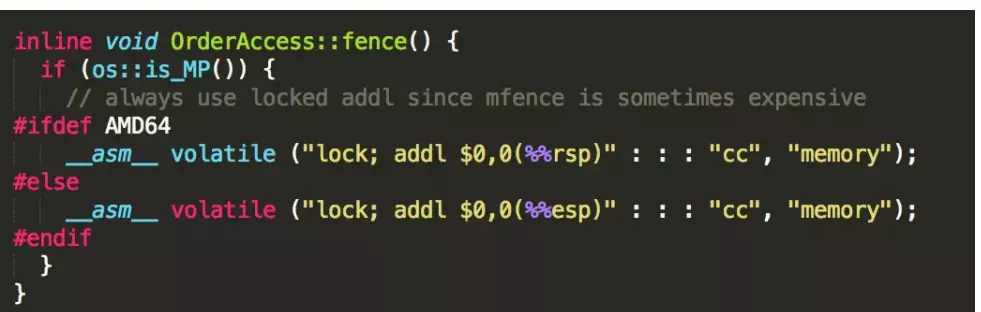 inline void OrderAccess::fence() {
  if (os::is_MP()) {
    // always use locked addl since mfence is sometimes expensive
#ifdef AMD64
    __asm__ volatile ("lock; addl $0,0(%%rsp)" : : : "cc", "memory");
#else
    __asm__ volatile ("lock; addl $0,0(%%esp)" : : : "cc", "memory");
#endif
  }
}